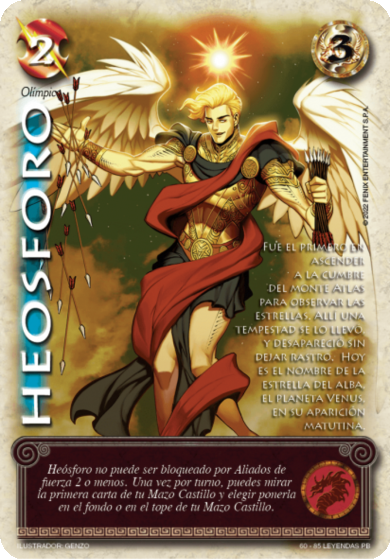 2
3
Olímpico
HEOSFORO
© 2022 FENIX ENTERTAINMENT S.P.A.
FUE EL PRIMERO EN
ASCENDER
A LA CUMBRE
DEL MONTE ATLAS
PARA OBSERVAR LAS
ESTRELLAS. ALLÍ UNA
TEMPESTAD SE LO LLEVÓ,
Y DESAPARECIÓ SIN
DEJAR RASTRO. HOY
ES EL NOMBRE DE LA
ESTRELLA DEL ALBA,
EL PLANETA VENUS,
EN SU APARICIÓN
MATUTINA.
Heósforo no puede ser bloqueado por Aliados de
fuerza 2 o menos. Una vez por turno, puedes mirar
la primera carta de tu Mazo Castillo y elegir ponerla
en el fondo o en el tope de tu Mazo Castillo.
ILUSTRADOR: GENZO
60 - 85 LEYENDAS PB